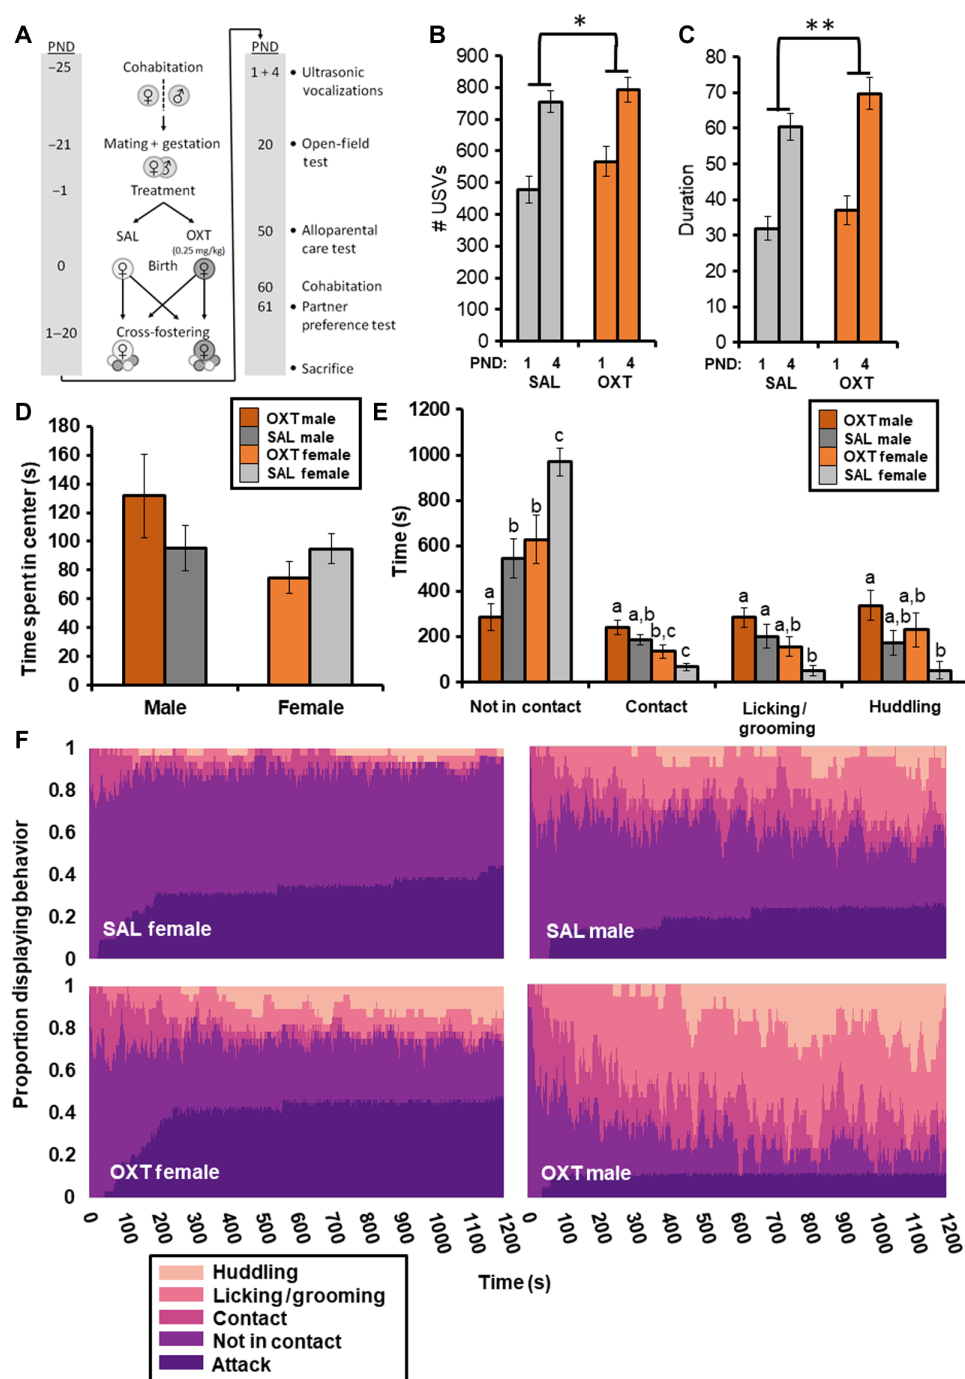 A
PND
−25
−21
−1
0
1–20
Cohabitation
♀ ♂
Mating + gestation
♀♂
Treatment
SAL OXT
(0.25 mg/kg)
♀ Birth ♀
Cross-fostering
♀ ♀
PND
1 + 4 • Ultrasonic
vocalizations
20 • Open-field
test
50 • Alloparental
care test
60 Cohabitation
61 • Partner
preference test
• Sacrifice
B
*
# USVs
900
800
700
600
500
400
300
200
100
0
PND: 1 4 1 4
SAL OXT
C
**
Duration
80
70
60
50
40
30
20
10
0
PND: 1 4 1 4
SAL OXT
D
Time spent in center (s)
180
160
140
120
100
80
60
40
20
0
OXT male
SAL male
OXT female
SAL female
Male Female
E
Time (s)
1200
1000
800
600
400
200
0
OXT male
SAL male
OXT female
SAL female
a b b c
a a,b b,c c
a a a,b b
a a,b a,b b
Not in contact Contact Licking/ Huddling
grooming
F
Proportion displaying behavior
1
0.8
0.6
0.4
0.2
0
SAL female
SAL male
1
0.8
0.6
0.4
0.2
0
OXT female
OXT male
0 100 200 300 400 500 600 700 800 900 1000 1100 1200
0 100 200 300 400 500 600 700 800 900 1000 1100 1200
Time (s)
Huddling
Licking/grooming
Contact
Not in contact
Attack